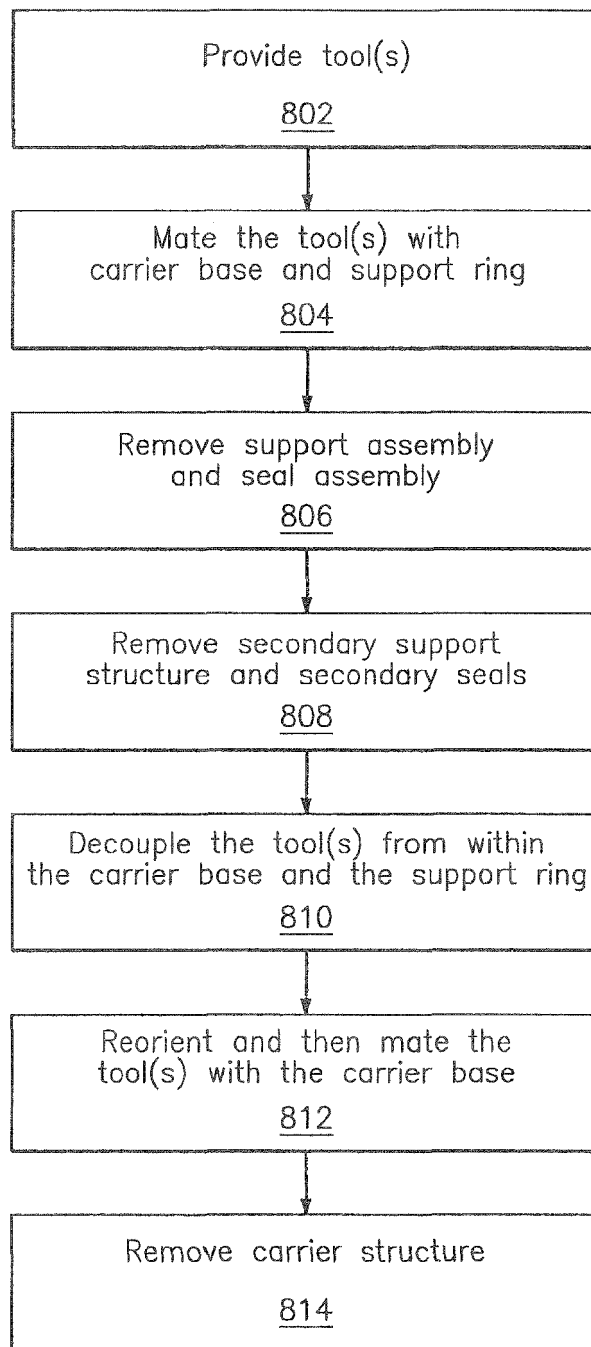 Provide tool(s)
802
Mate the tool(s) with
carrier base and support ring
804
Remove support assembly
and seal assembly
806
Remove secondary support
structure and secondary seals
808
Decouple the tool(s) from within
the carrier base and the support ring
810
Reorient and then mate the
tool(s) with the carrier base
812
Remove carrier structure
814